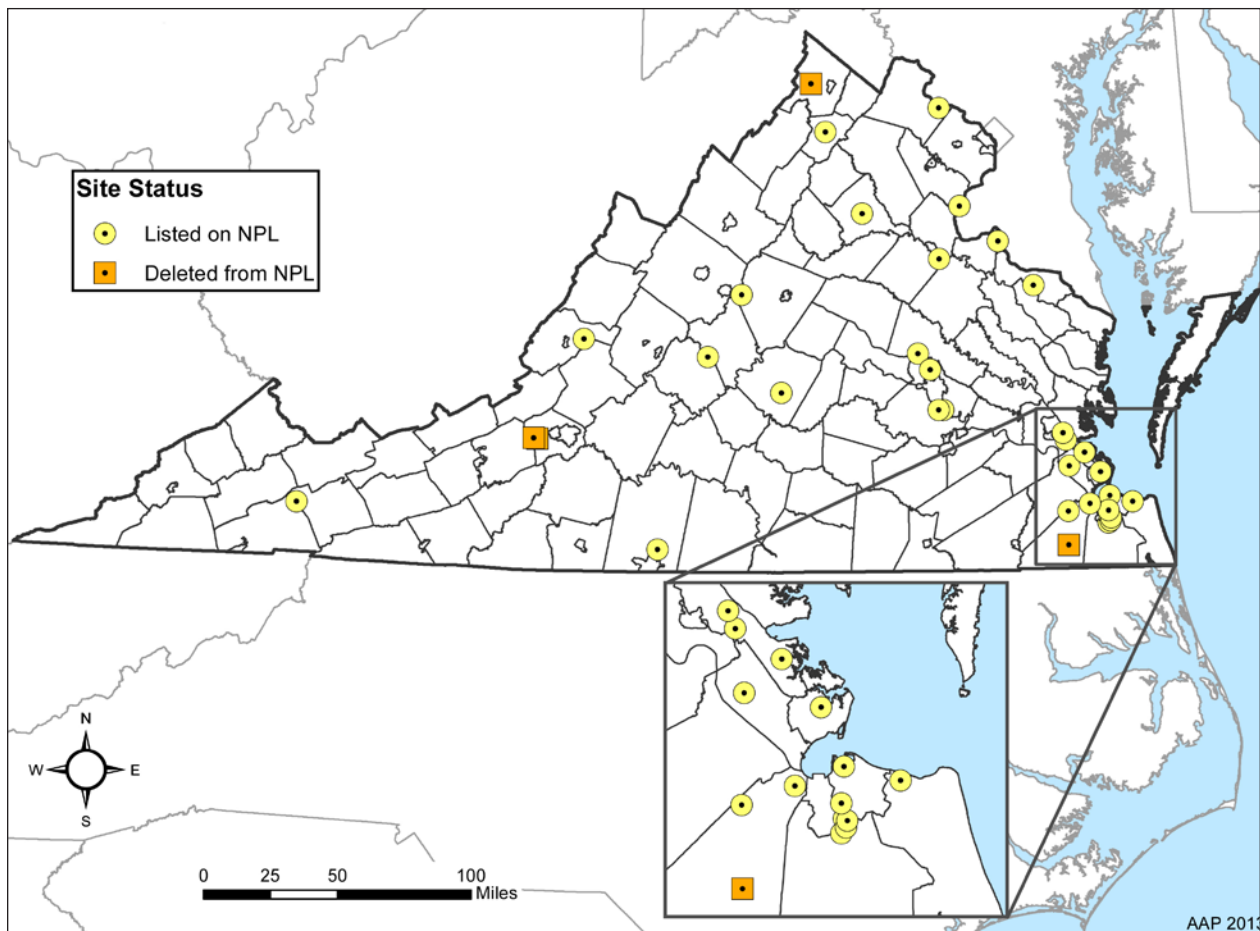 Site Status
Listed on NPL
Deleted from NPL
N
W E
S
0 25 50 100
Miles
AAP 2013